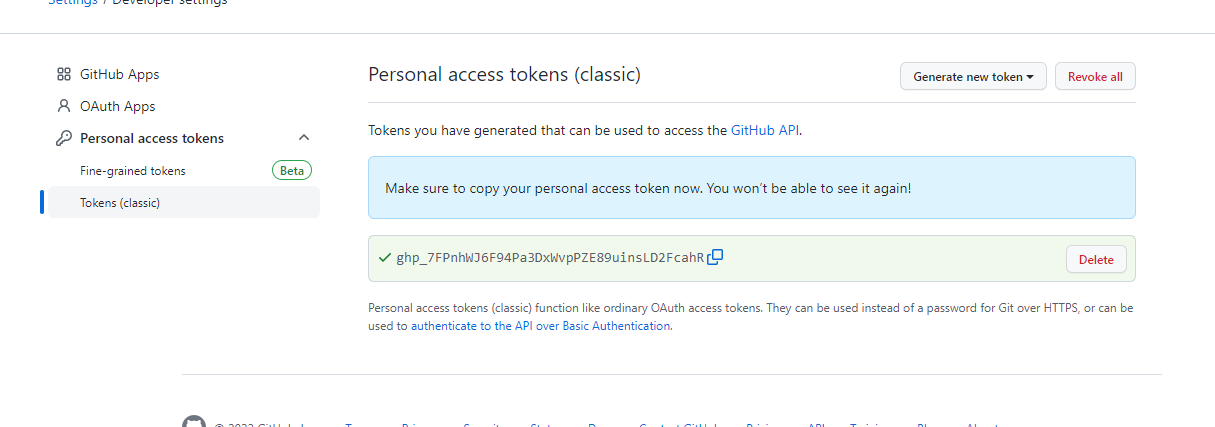 Settings / Developer settings
GitHub Apps
OAuth Apps
Personal access tokens
Fine-grained tokens Beta
Tokens (classic)
Personal access tokens (classic)
Generate new token
Revoke all
Tokens you have generated that can be used to access the GitHub API.
Make sure to copy your personal access token now. You won't be able to see it again!
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
Delete
Personal access tokens (classic) function like ordinary OAuth access tokens. They can be used instead of a password for Git over HTTPS, or can be
used to authenticate to the API over Basic Authentication.